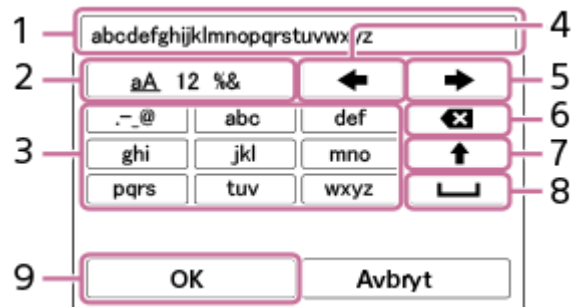 1 abcdefghijklmnopqrstuvwxyz 4
2 aA 12 %& 5
.-_@ abc def 6
3 ghi jkl mno 7
pqrs tuv wxyz 8
9 OK Avbryt